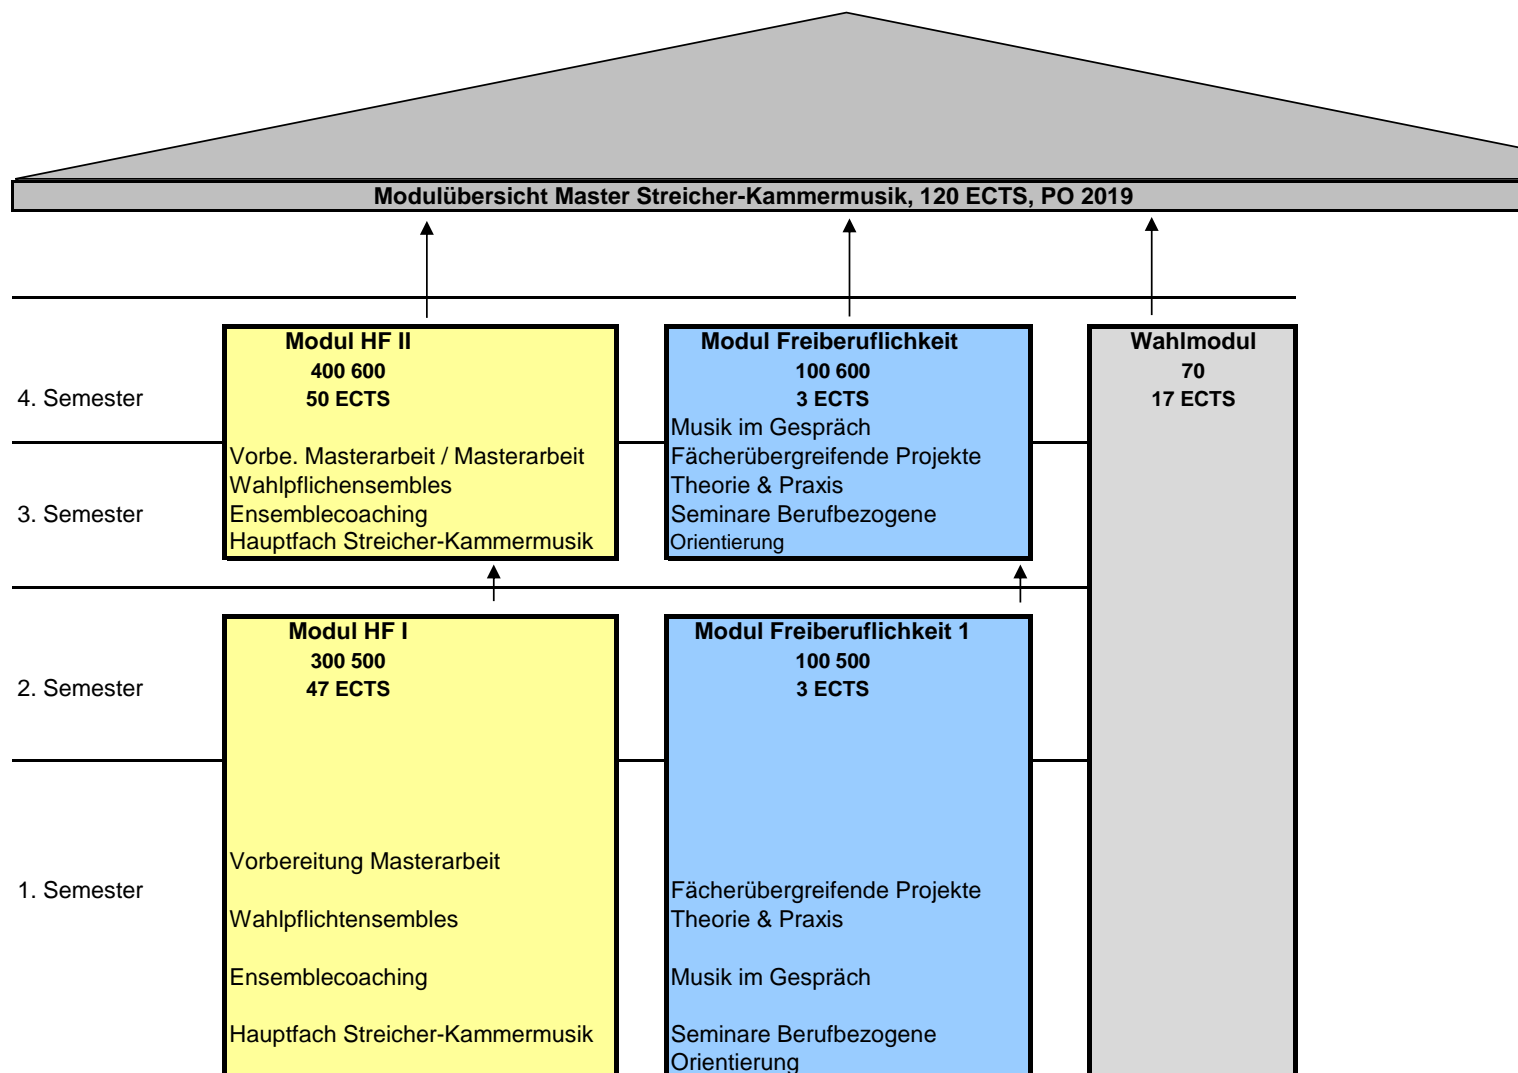 Modulübersicht Master Streicher-Kammermusik, 120 ECTS, PO 2019
4. Semester
3. Semester
2. Semester
1. Semester
Modul HF II
400 600
50 ECTS
Vorbe. Masterarbeit / Masterarbeit
Wahlpflichensembles
Ensemblecoaching
Hauptfach Streicher-Kammermusik
Modul Freiberuflichkeit
100 600
3 ECTS
Musik im Gespräch
Fächerübergreifende Projekte
Theorie & Praxis
Seminare Berufbezogene
Orientierung
Wahlmodul
70
17 ECTS
Modul HF I
300 500
47 ECTS
Vorbereitung Masterarbeit
Wahlpflichtensembles
Ensemblecoaching
Hauptfach Streicher-Kammermusik
Modul Freiberuflichkeit 1
100 500
3 ECTS
Fächerübergreifende Projekte
Theorie & Praxis
Musik im Gespräch
Seminare Berufbezogene
Orientierung